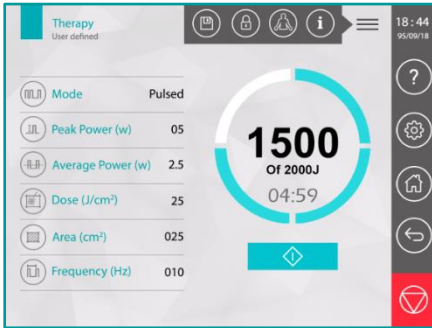 Therapy
User defined
18:44
95/09/18
Mode Pulsed
Peak Power (w) 05
Average Power (w) 2.5
Dose (J/cm²) 25
Area (cm²) 025
Frequency (Hz) 010
1500
Of 2000J
04:59